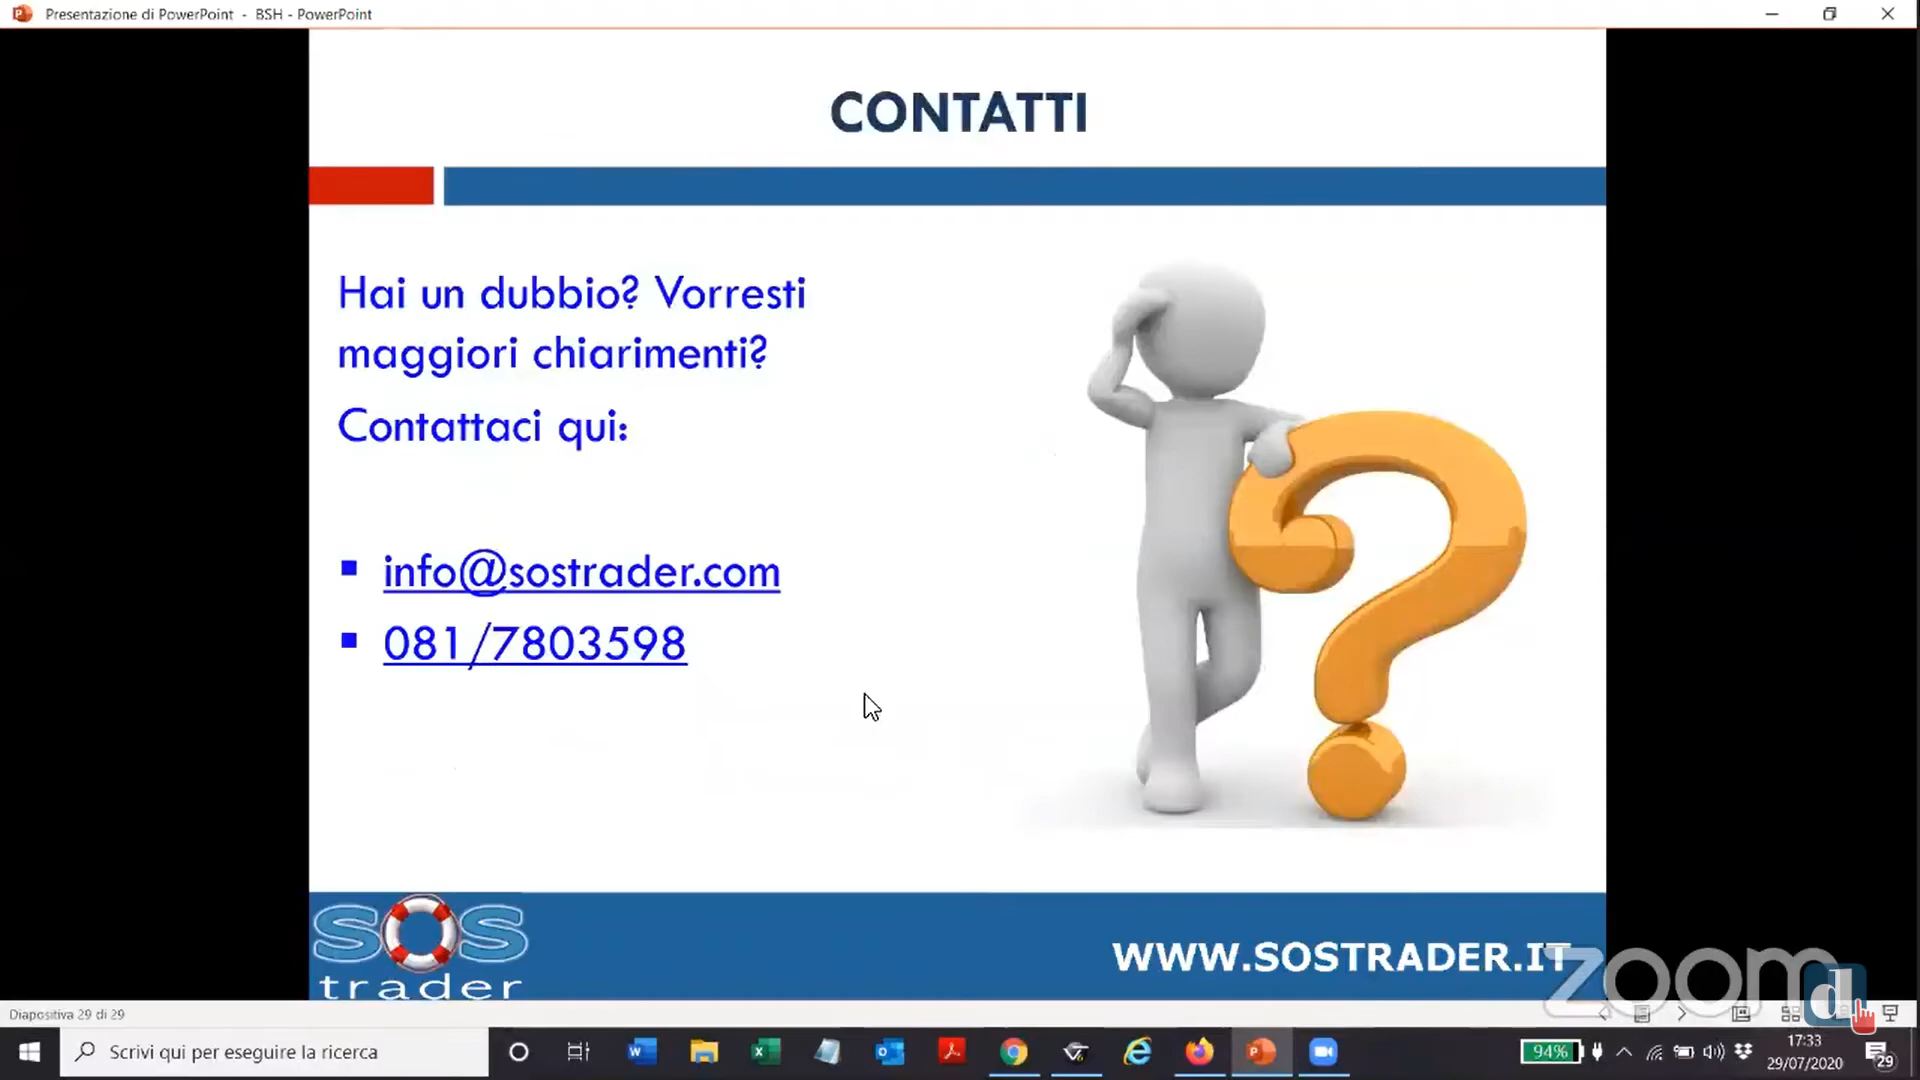 Presentazione di PowerPoint - BSH - PowerPoint
CONTATTI
Hai un dubbio? Vorresti
maggiori chiarimenti?
Contattaci qui:
info@sostrader.com
081/7803598
SOS
trader
WWW.SOSTRADER.IT
zoom
d
Diapositiva 29 di 29
Scrivi qui per eseguire la ricerca
94%
17:33
29/07/2020
29